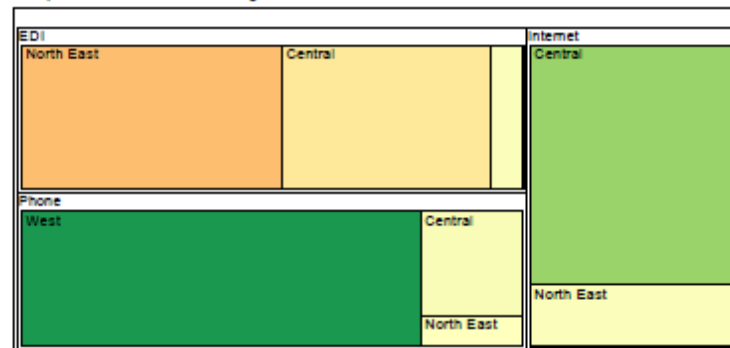 EDI
North East
Central
Internet
Central
Phone
West
Central
North East
North East